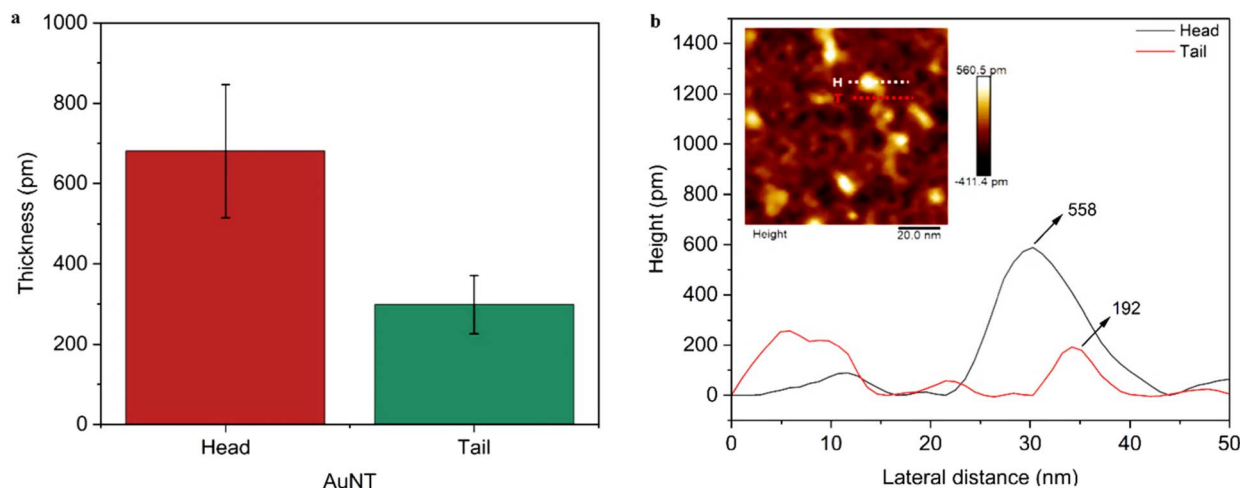 a
1000
800
600
400
200
0
Thickness (pm)
Head
Tail
AuNT
b
1400
1200
1000
800
600
400
200
0
Height (pm)
Head
Tail
H
T
560.5 pm
-411.4 pm
Height
20.0 nm
558
192
0
10
20
30
40
50
Lateral distance (nm)